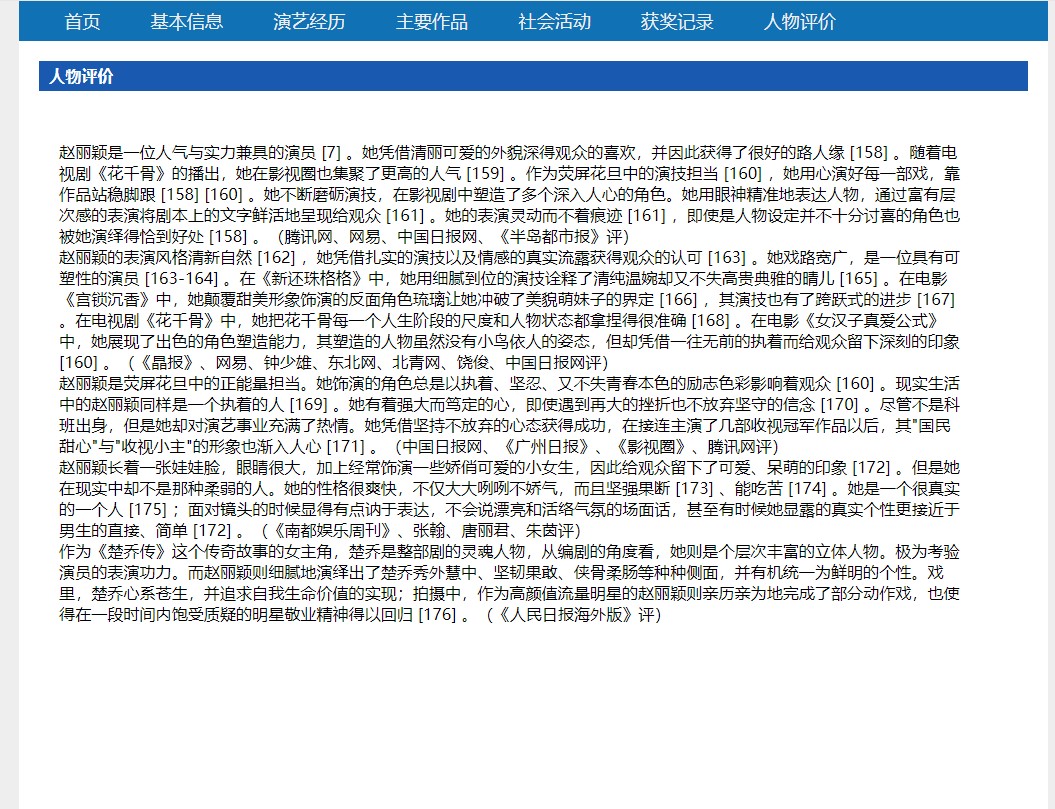 首页 基本信息 演艺经历 主要作品 社会活动 获奖记录 人物评价
人物评价
赵丽颖是一位人气与实力兼具的演员 [7] 。她凭借清丽可爱的外貌深得观众的喜欢，并因此获得了很好的路人缘 [158] 。随着电
视剧《花千骨》的播出，她在影视圈也集聚了更高的人气 [159] 。作为荧屏花旦中的演技担当 [160] ，她用心演好每一部戏，靠
作品站稳脚跟 [158] [160] 。她不断磨砺演技，在影视剧中塑造了多个深入人心的角色。她用眼神精准地表达人物，通过富有层
次感的表演将剧本上的文字鲜活地呈现给观众 [161] 。她的表演灵动而不着痕迹 [161] ，即使是人物设定并不十分讨喜的角色也
被她演绎得恰到好处 [158] 。（腾讯网、网易、中国日报网、《半岛都市报》评）
赵丽颖的表演风格清新自然 [162] ，她凭借扎实的演技以及情感的真实流露获得观众的认可 [163] 。她戏路宽广，是一位具有可
塑性的演员 [163-164] 。在《新还珠格格》中，她用细腻到位的演技诠释了清纯温婉却又不失高贵典雅的晴儿 [165] 。在电影
《宫锁沉香》中，她颠覆甜美形象饰演的反面角色琉璃让她冲破了美貌萌妹子的界定 [166] ，其演技也有了跨跃式的进步 [167]
。在电视剧《花千骨》中，她把花千骨每一个人生阶段的尺度和人物状态都拿捏得很准确 [168] 。在电影《女汉子真爱公式》
中，她展现了出色的角色塑造能力，其塑造的人物虽然没有小鸟依人的姿态，但却凭借一往无前的执着而给观众留下深刻的印象
[160] 。（《晶报》、网易、钟少雄、东北网、北青网、饶俊、中国日报网评）
赵丽颖是荧屏花旦中的正能量担当。她饰演的角色总是以执着、坚忍、又不失青春本色的励志色彩影响着观众 [160] 。现实生活
中的赵丽颖同样是一个执着的人 [169] 。她有着强大而笃定的心，即使遇到再大的挫折也不放弃坚守的信念 [170] 。尽管不是科
班出身，但是她却对演艺事业充满了热情。她凭借坚持不放弃的心态获得成功，在接连主演了几部收视冠军作品以后，其"国民
甜心"与"收视小主"的形象也渐入人心 [171] 。（中国日报网、《广州日报》、《影视圈》、腾讯网评）
赵丽颖长着一张娃娃脸，眼睛很大，加上经常饰演一些娇俏可爱的小女生，因此给观众留下了可爱、呆萌的印象 [172] 。但是她
在现实中却不是那种柔弱的人。她的性格很爽快，不仅大大咧咧不娇气，而且坚强果断 [173] 、能吃苦 [174] 。她是一个很真实
的一个人 [175] ；面对镜头的时候显得有点讷于表达，不会说漂亮和活络气氛的场面话，甚至有时候她显露的真实个性更接近于
男生的直接、简单 [172] 。（《南都娱乐周刊》、张翰、唐丽君、朱茵评）
作为《楚乔传》这个传奇故事的女主角，楚乔是整部剧的灵魂人物，从编剧的角度看，她则是个层次丰富的立体人物。极为考验
演员的表演功力。而赵丽颖则细腻地演绎出了楚乔秀外慧中、坚韧果敢、侠骨柔肠等种种侧面，并有机统一为鲜明的个性。戏
里，楚乔心系苍生，并追求自我生命价值的实现；拍摄中，作为高颜值流量明星的赵丽颖则亲历亲为地完成了部分动作戏，也使
得在一段时间内饱受质疑的明星敬业精神得以回归 [176] 。（《人民日报海外版》评）